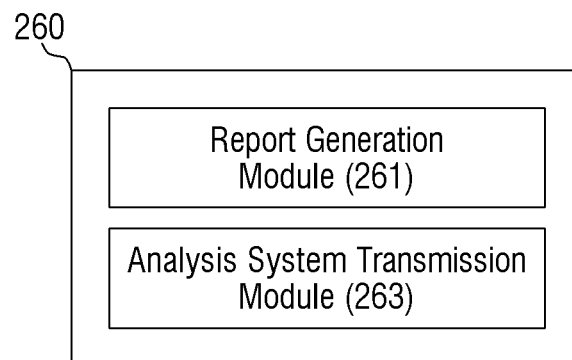 260
Report Generation
Module (261)
Analysis System Transmission
Module (263)